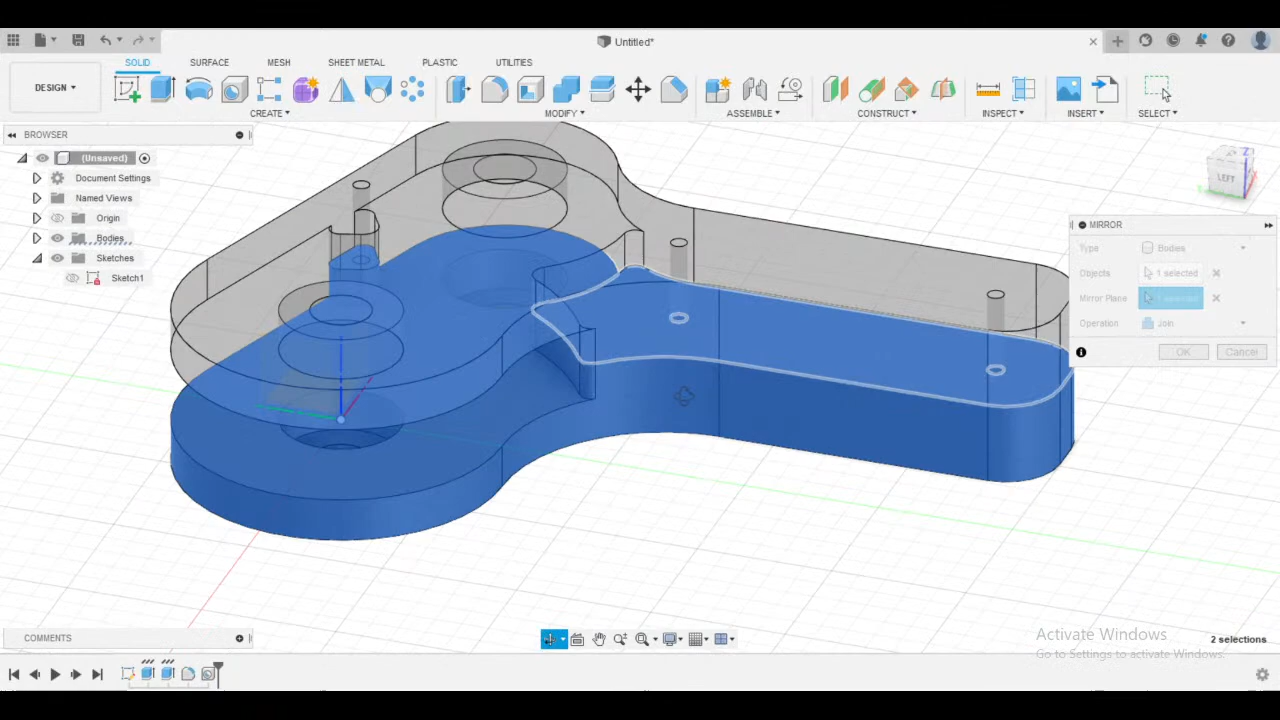 Untitled*
SOLID SURFACE MESH SHEET METAL PLASTIC UTILITIES
DESIGN
CREATE MODIFY ASSEMBLE CONSTRUCT INSPECT INSERT SELECT
BROWSER
(Unsaved)
Document Settings
Named Views
Origin
Bodies
Sketches
Sketch1
Z
LEFT
MIRROR
Type Bodies
Objects 1 selected
Mirror Plane 1 selected
Operation Join
OK Cancel
COMMENTS
Activate Windows
Go to Settings to activate Windows.
2 selections